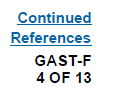 Continued
References
GAST-F
4 OF 13